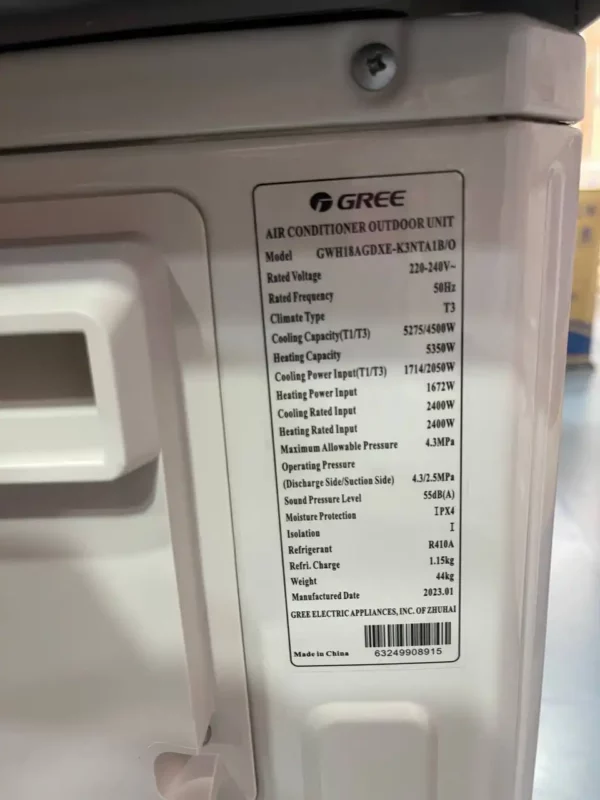 GREE
AIR CONDITIONER OUTDOOR UNIT
Model GWH18AGDXE-K3NTA1B/O
Rated Voltage 220-240V~
Rated Frequency 50Hz
Climate Type T3
Cooling Capacity(T1/T3) 5275/4500W
Heating Capacity 5350W
Cooling Power Input(T1/T3) 1714/2050W
Heating Power Input 1672W
Cooling Rated Input 2400W
Heating Rated Input 2400W
Maximum Allowable Pressure 4.3MPa
Operating Pressure
(Discharge Side/Suction Side) 4.3/2.5MPa
Sound Pressure Level 55dB(A)
Moisture Protection IPX4
Isolation I
Refrigerant R410A
Refri. Charge 1.15kg
Weight 44kg
Manufactured Date 2023.01
GREE ELECTRIC APPLIANCES, INC. OF ZHUHAI
Made in China 63249908915